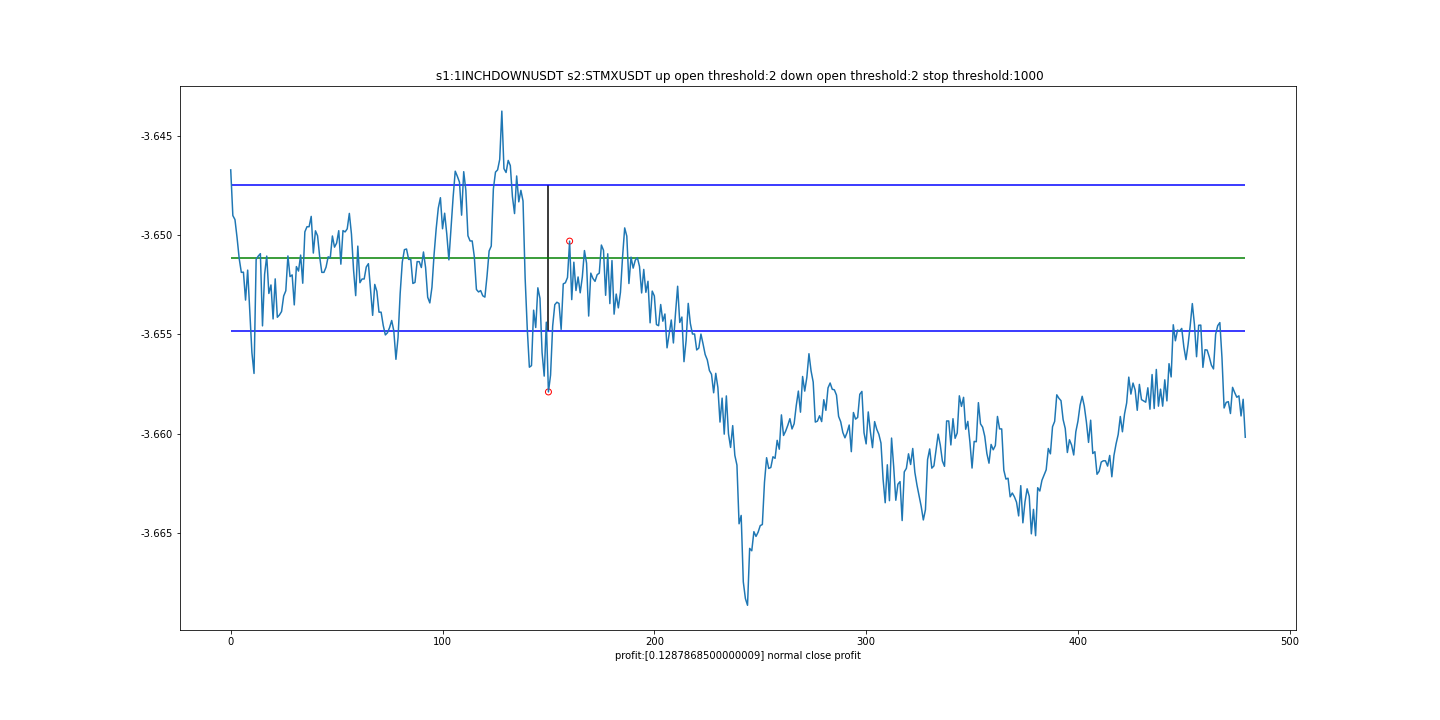 s1:1INCHDOWNUSDT s2:STMXUSDT up open threshold:2 down open threshold:2 stop threshold:1000
-3.645
-3.650
-3.655
-3.660
-3.665
0 100 200 300 400 500
profit:[0.1287868500000009] normal close profit